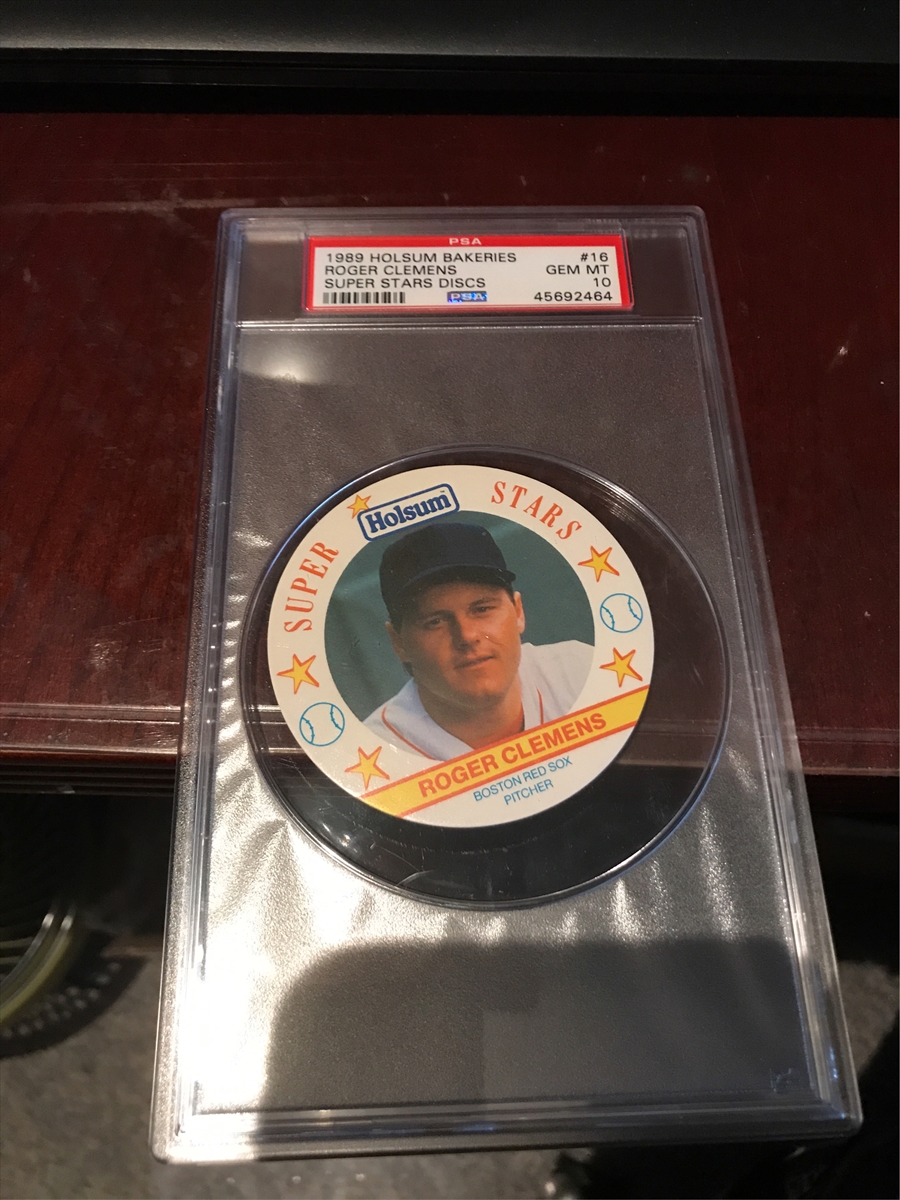 PSA
1989 HOLSUM BAKERIES #16
ROGER CLEMENS GEM MT
SUPER STARS DISCS 10
PSA 45692464
SUPER Holsum STARS
ROGER CLEMENS
BOSTON RED SOX
PITCHER